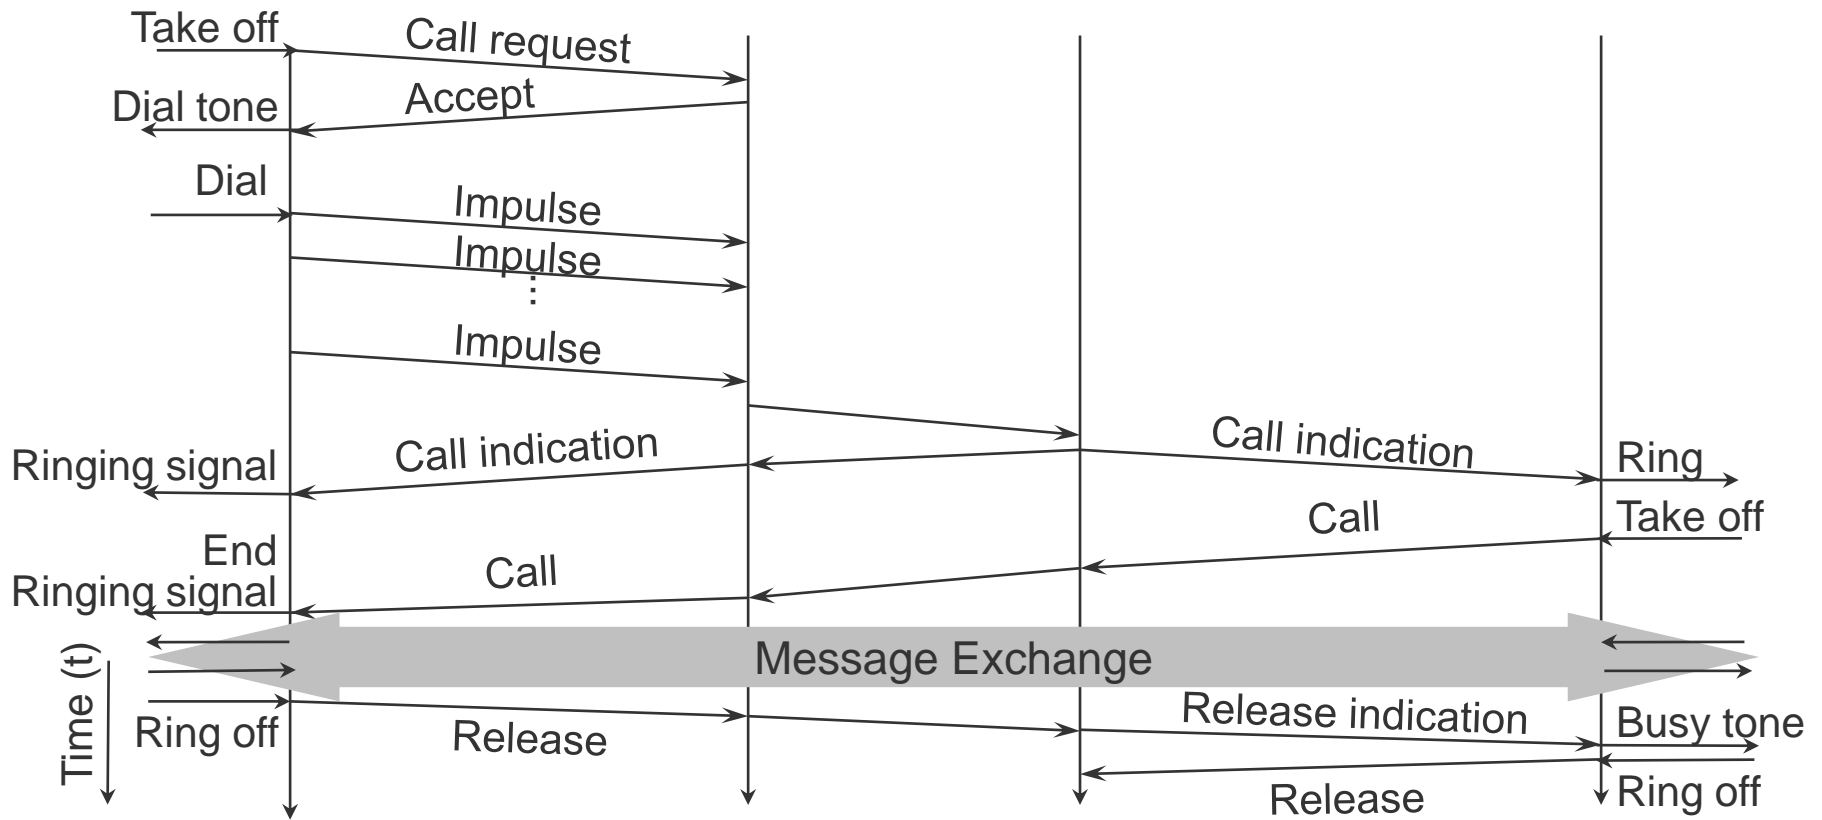 Take off
Call request
Accept
Dial tone
Dial
Impulse
Impulse
...
Impulse
Call indication
Call indication
Ringing signal
Ring
Call
Take off
End
Ringing signal
Call
Message Exchange
Time (t)
Ring off
Release
Release indication
Busy tone
Release
Ring off